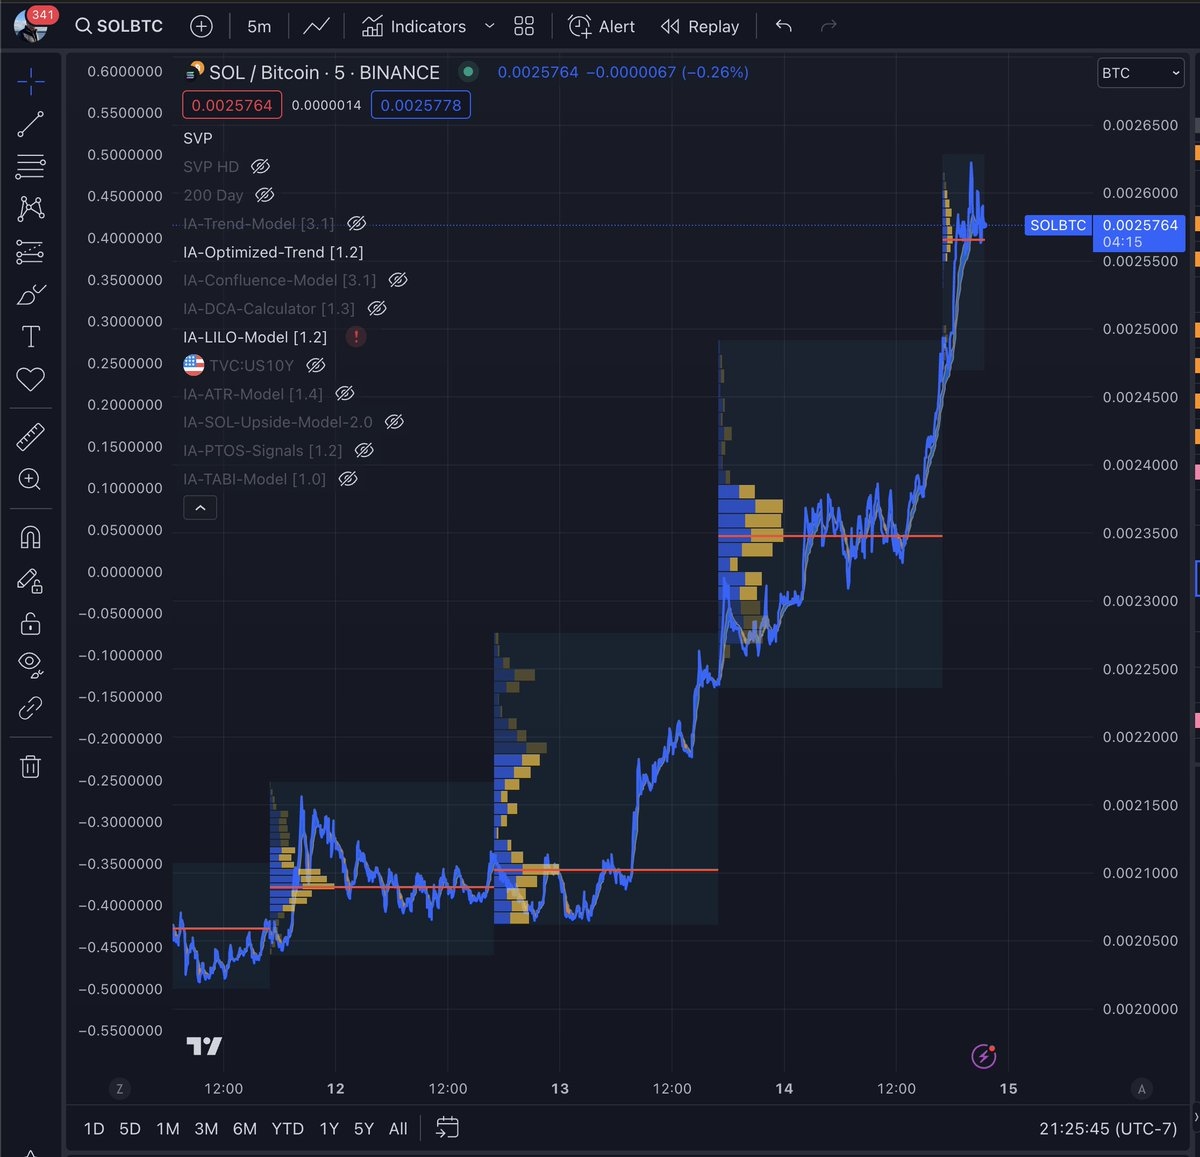 341
SOLBTC
5m
Indicators
Alert
Replay
SOL / Bitcoin · 5 · BINANCE
0.0025764 −0.0000067 (−0.26%)
BTC
0.0025764
0.0000014
0.0025778
SVP
SVP HD
200 Day
IA-Trend-Model [3.1]
IA-Optimized-Trend [1.2]
IA-Confluence-Model [3.1]
IA-DCA-Calculator [1.3]
IA-LILO-Model [1.2] !
TVC:US10Y
IA-ATR-Model [1.4]
IA-SOL-Upside-Model-2.0
IA-PTOS-Signals [1.2]
IA-TABI-Model [1.0]
0.6000000
0.5500000
0.5000000
0.4500000
0.4000000
0.3500000
0.3000000
0.2500000
0.2000000
0.1500000
0.1000000
0.0500000
0.0000000
−0.0500000
−0.1000000
−0.1500000
−0.2000000
−0.2500000
−0.3000000
−0.3500000
−0.4000000
−0.4500000
−0.5000000
−0.5500000
0.0026500
0.0026000
SOLBTC 0.0025764
04:15
0.0025500
0.0025000
0.0024500
0.0024000
0.0023500
0.0023000
0.0022500
0.0022000
0.0021500
0.0021000
0.0020500
0.0020000
Z
12:00
12
12:00
13
12:00
14
12:00
15
A
1D 5D 1M 3M 6M YTD 1Y 5Y All
21:25:45 (UTC-7)